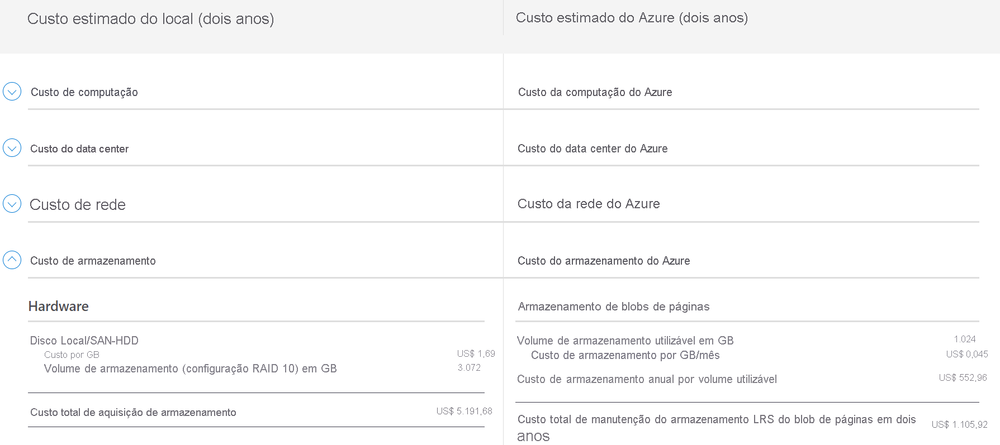 Custo estimado do local (dois anos)
Custo estimado do Azure (dois anos)
Custo de computação
Custo da computação do Azure
Custo do data center
Custo do data center do Azure
Custo de rede
Custo da rede do Azure
Custo de armazenamento
Custo do armazenamento do Azure
Hardware
Disco Local/SAN-HDD
Custo por GB US$ 1,69
Volume de armazenamento (configuração RAID 10) em GB 3.072
Custo total de aquisição de armazenamento US$ 5.191,68
Armazenamento de blobs de páginas
Volume de armazenamento utilizável em GB 1.024
Custo de armazenamento por GB/mês US$ 0,045
Custo de armazenamento anual por volume utilizável US$ 552,96
Custo total de manutenção do armazenamento LRS do blob de páginas em dois US$ 1.105,92
anos